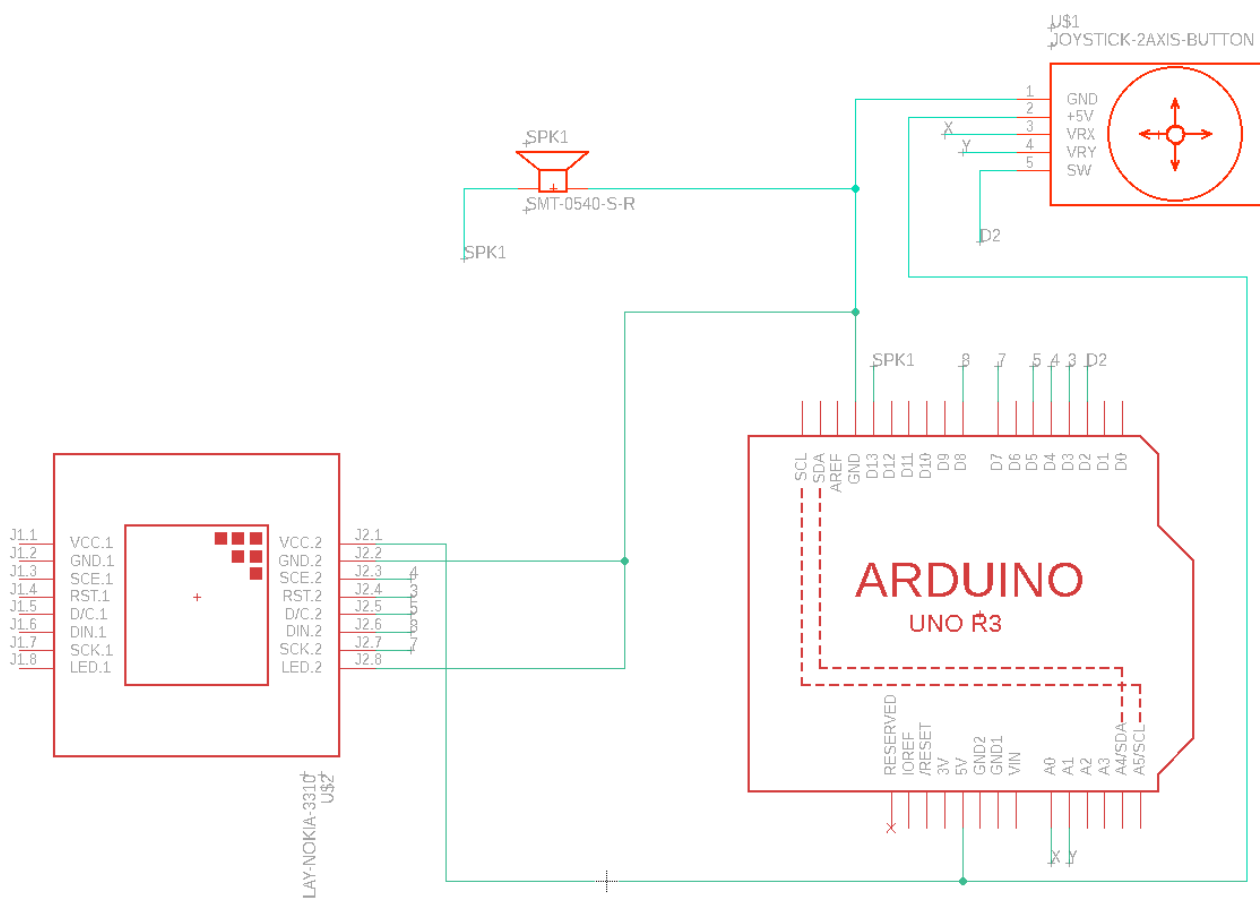 U$1
JOYSTICK-2AXIS-BUTTON
1 GND
2 +5V
X 3 VRX
Y 4 VRY
5 SW
D2
SPK1
SMT-0540-S-R
SPK1
SPK1 8 7 5 4 3 D2
SCL SDA AREF GND D13 D12 D11 D10 D9 D8 D7 D6 D5 D4 D3 D2 D1 D0
J1.1 VCC.1 VCC.2 J2.1
J1.2 GND.1 GND.2 J2.2
J1.3 SCE.1 SCE.2 J2.3 4
J1.4 RST.1 RST.2 J2.4 3
J1.5 D/C.1 D/C.2 J2.5 5
J1.6 DIN.1 DIN.2 J2.6 8
J1.7 SCK.1 SCK.2 J2.7 7
J1.8 LED.1 LED.2 J2.8
ARDUINO
UNO R3
RESERVED IOREF /RESET 3V 5V GND2 GND1 VIN A0 A1 A2 A3 A4/SDA A5/SCL
X Y
LAY-NOKIA-3310
U$2